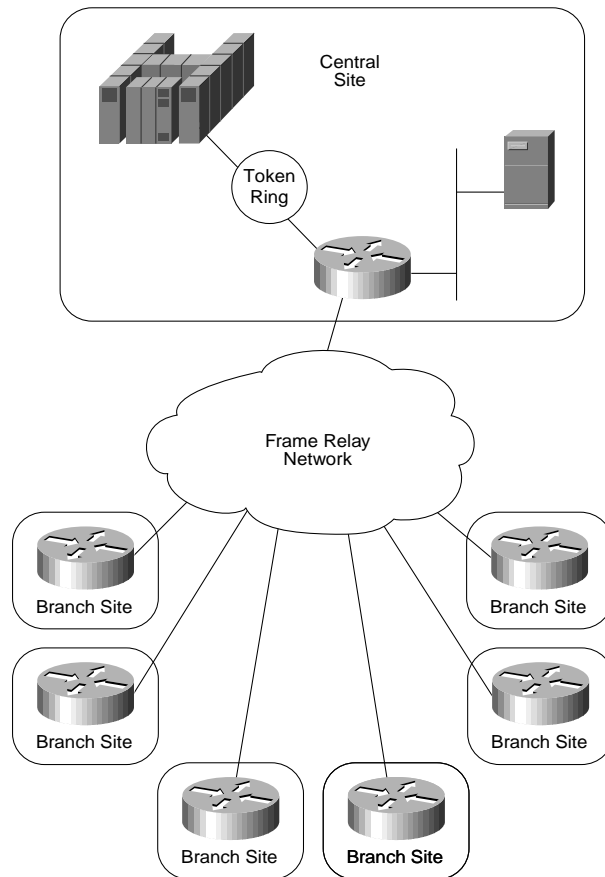 Central
Site
Token
Ring
Frame Relay
Network
Branch Site
Branch Site
Branch Site
Branch Site
Branch Site
Branch Site